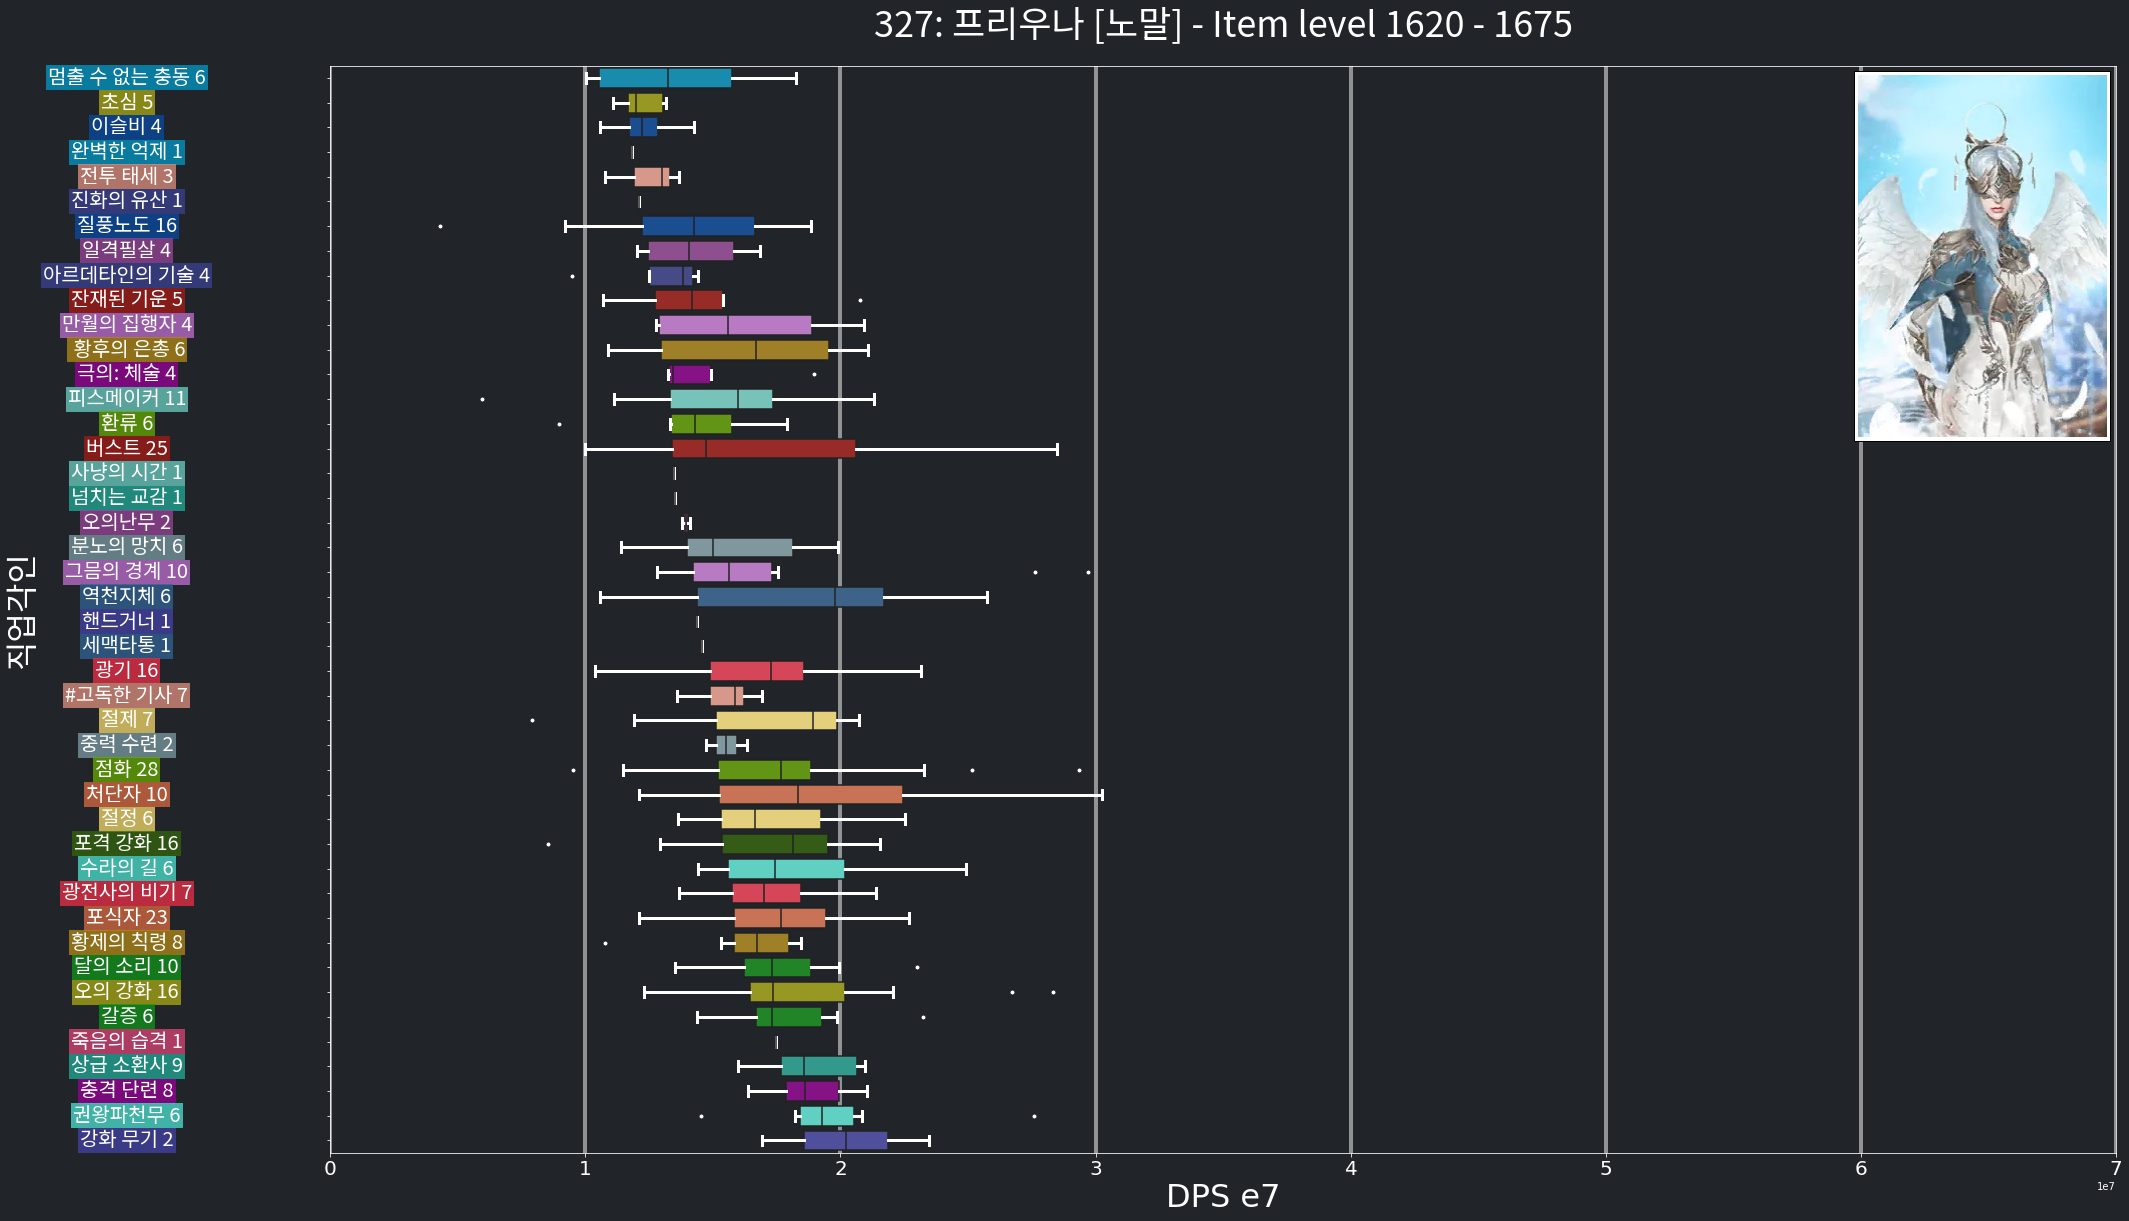 327: 프리우나 [노말] - Item level 1620 - 1675
직업각인
멈출 수 없는 충동 6
초심 5
이슬비 4
완벽한 억제 1
전투 태세 3
진화의 유산 1
질풍노도 16
일격필살 4
아르데타인의 기술 4
잔재된 기운 5
만월의 집행자 4
황후의 은총 6
극의: 체술 4
피스메이커 11
환류 6
버스트 25
사냥의 시간 1
넘치는 교감 1
오의난무 2
분노의 망치 6
그믐의 경계 10
역천지체 6
핸드거너 1
세맥타통 1
광기 16
#고독한 기사 7
절제 7
중력 수련 2
점화 28
처단자 10
절정 6
포격 강화 16
수라의 길 6
광전사의 비기 7
포식자 23
황제의 칙령 8
달의 소리 10
오의 강화 16
갈증 6
죽음의 습격 1
상급 소환사 9
충격 단련 8
권왕파천무 6
강화 무기 2
0 1 2 3 4 5 6 7
1e7
DPS e7